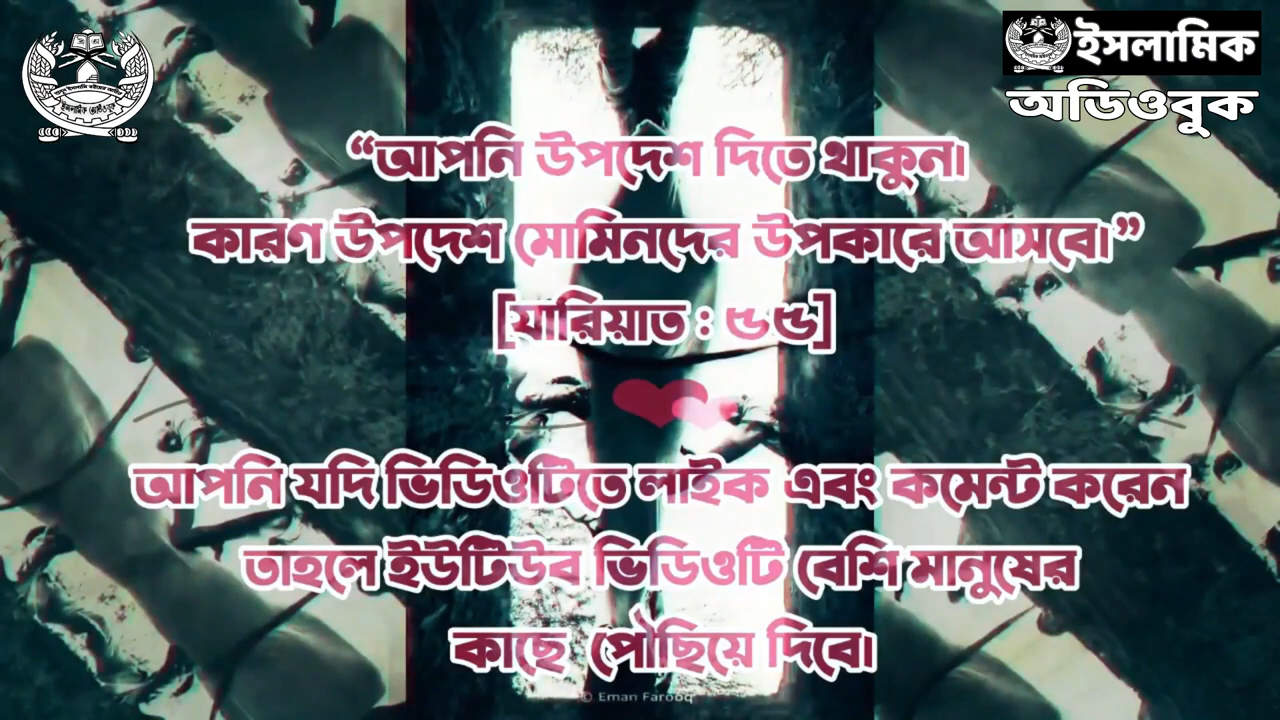 ইসলামিক
অডিওবুক
“আপনি উপদেশ দিতে থাকুন।
কারণ উপদেশ মোমিনদের উপকারে আসবে।”
[যারিয়াত : ৫৫]
আপনি যদি ভিডিওটিতে লাইক এবং কমেন্ট করেন
তাহলে ইউটিউব ভিডিওটি বেশি মানুষের
কাছে পৌছিয়ে দিবে।
© Eman Farooq